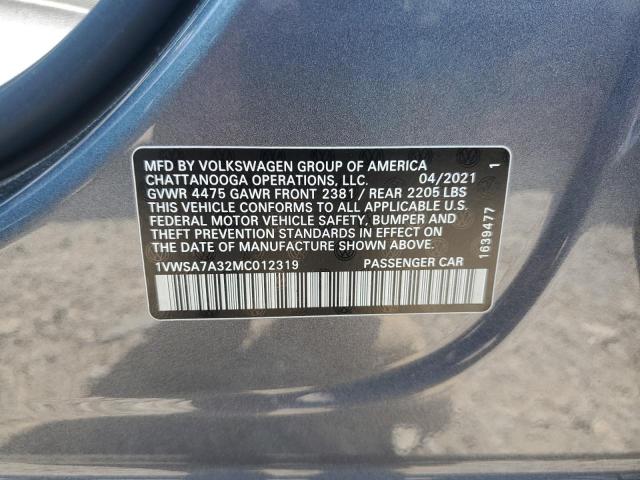 MFD BY VOLKSWAGEN GROUP OF AMERICA
CHATTANOOGA OPERATIONS, LLC. 04/2021
GVWR 4475 GAWR FRONT 2381 / REAR 2205 LBS
THIS VEHICLE CONFORMS TO ALL APPLICABLE U.S.
FEDERAL MOTOR VEHICLE SAFETY, BUMPER AND
THEFT PREVENTION STANDARDS IN EFFECT ON
THE DATE OF MANUFACTURE SHOWN ABOVE.
1VWSA7A32MC012319 PASSENGER CAR
1639477 1